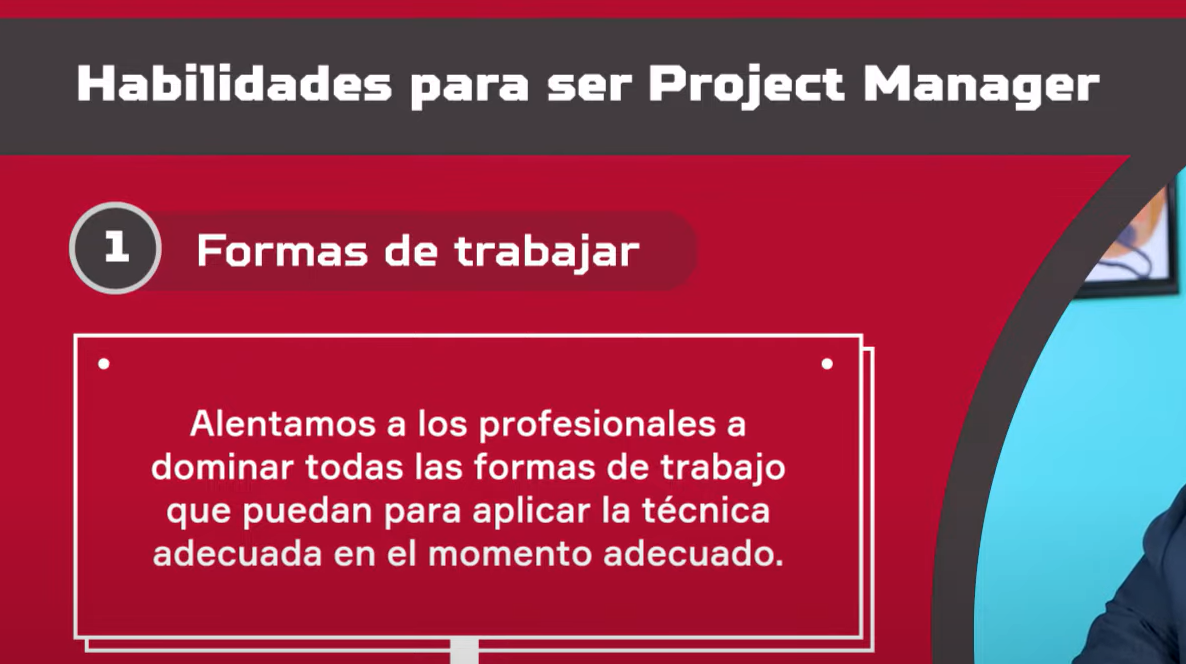 Habilidades para ser Project Manager
1
Formas de trabajar
Alentamos a los profesionales a
dominar todas las formas de trabajo
que puedan para aplicar la técnica
adecuada en el momento adecuado.